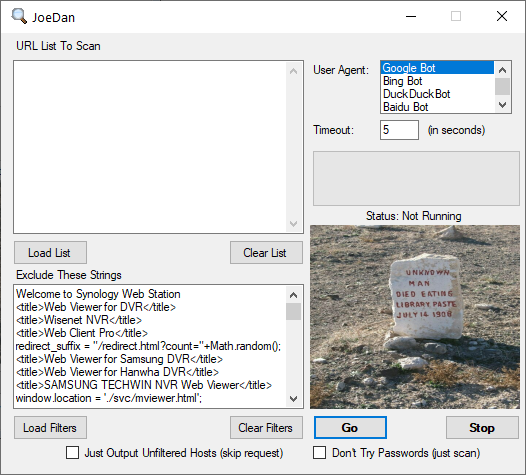 JoeDan
URL List To Scan
User Agent:
Google Bot
Bing Bot
DuckDuckBot
Baidu Bot
Timeout:
5
(in seconds)
Status: Not Running
Load List
Clear List
Exclude These Strings
Welcome to Synology Web Station
<title>Web Viewer for DVR</title>
<title>Wisenet NVR</title>
<title>Web Client Pro</title>
redirect_suffix = "/redirect.html?count="+Math.random();
<title>Web Viewer for Samsung DVR</title>
<title>Web Viewer for Hanwha DVR</title>
<title>SAMSUNG TECHWIN NVR Web Viewer</title>
window.location = './svc/mviewer.html';
UNKNOWN
MAN
DIED EATING
LIBRARY PASTE
JULY 14 1908
Load Filters
Clear Filters
Go
Stop
Just Output Unfiltered Hosts (skip request)
Don't Try Passwords (just scan)